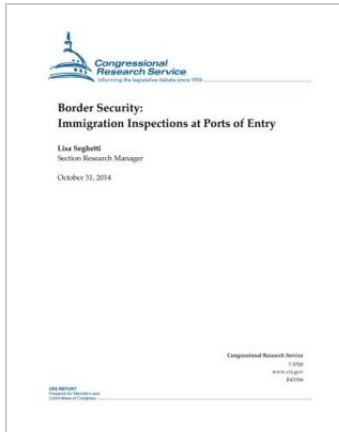 Congressional
Research Service
Informing the legislative debate since 1914
Border Security:
Immigration Inspections at Ports of Entry
Lisa Seghetti
Section Research Manager
October 31, 2014
Congressional Research Service
7-5700
www.crs.gov
CRS REPORT
Prepared for Members and
Committees of Congress